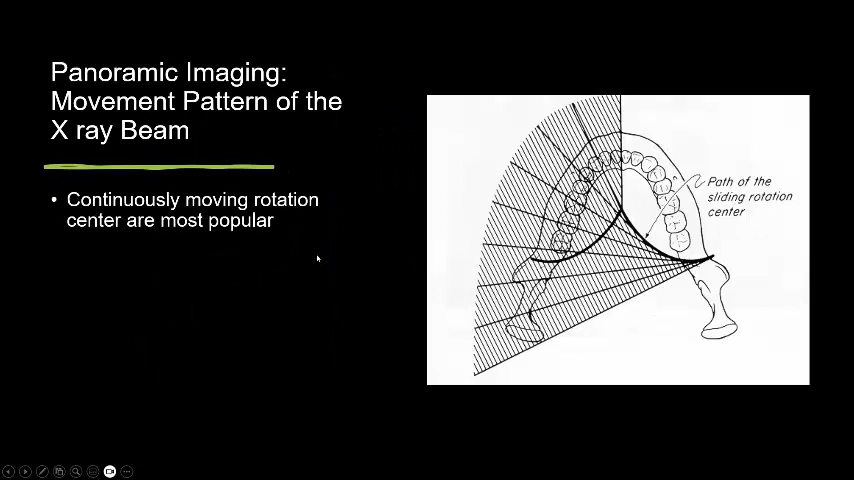 Panoramic Imaging:
Movement Pattern of the
X ray Beam
• Continuously moving rotation
center are most popular
Path of the
sliding rotation
center